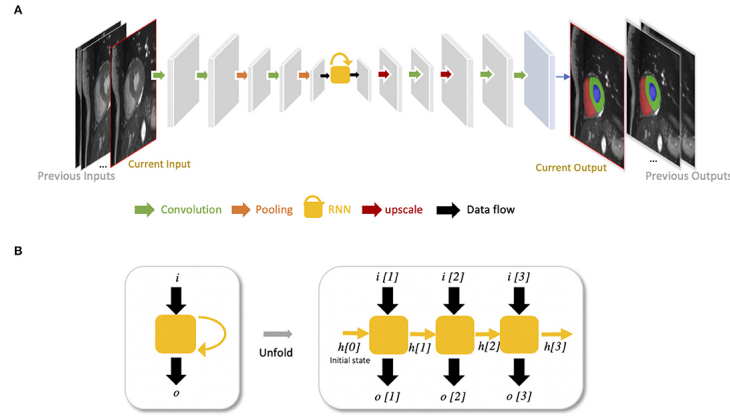 A
...
Previous Inputs
Current Input
...
Current Output
Previous Outputs
Convolution
Pooling
RNN
upscale
Data flow
B
i
o
Unfold
i [1]
i [2]
i [3]
h[0]
Initial state
h[1]
h[2]
h[3]
o [1]
o [2]
o [3]